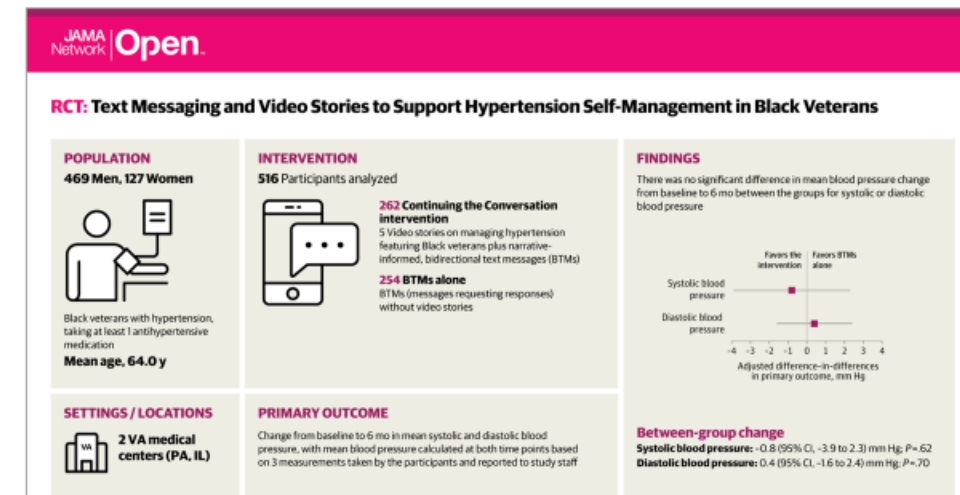 JAMA
Network Open™
RCT: Text Messaging and Video Stories to Support Hypertension Self-Management in Black Veterans
POPULATION
469 Men, 127 Women
Black veterans with hypertension,
taking at least 1 antihypertensive
medication
Mean age, 64.0 y
INTERVENTION
516 Participants analyzed
262 Continuing the Conversation
intervention
5 Video stories on managing hypertension
featuring Black veterans plus narrative-
informed, bidirectional text messages (BTMs)
254 BTMs alone
BTMs (messages requesting responses)
without video stories
FINDINGS
There was no significant difference in mean blood pressure change
from baseline to 6 mo between the groups for systolic or diastolic
blood pressure
Favors the
intervention
Favors BTMs
alone
Systolic blood
pressure
Diastolic blood
pressure
-4 -3 -2 -1 0 1 2 3 4
Adjusted difference-in-differences
in primary outcome, mm Hg
SETTINGS / LOCATIONS
VA
2 VA medical
centers (PA, IL)
PRIMARY OUTCOME
Change from baseline to 6 mo in mean systolic and diastolic blood
pressure, with mean blood pressure calculated at both time points based
on 3 measurements taken by the participants and reported to study staff
Between-group change
Systolic blood pressure: -0.8 (95% CI, -3.9 to 2.3) mm Hg; P=.62
Diastolic blood pressure: 0.4 (95% CI, -1.6 to 2.4) mm Hg; P=.70